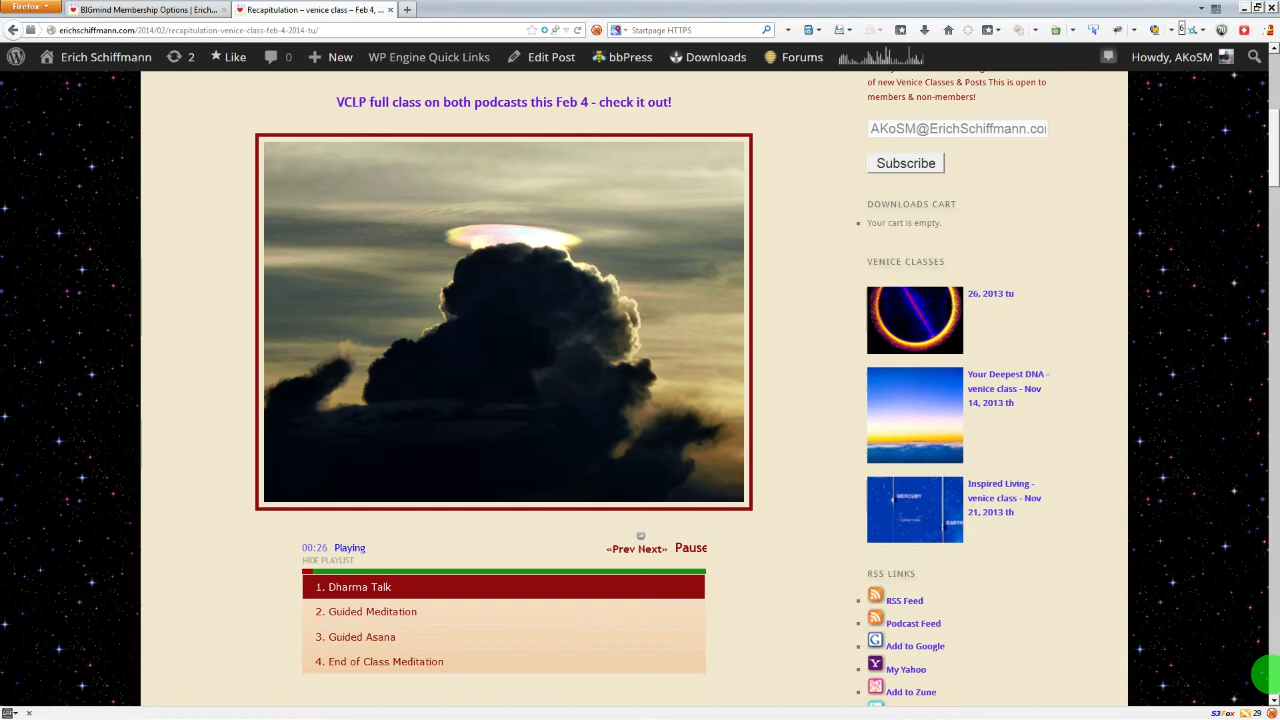 Firefox
BIGmind Membership Options | Erich...
Recapitulation – venice class – Feb 4, ...
erichschiffmann.com/2014/02/recapitulation-venice-class-feb-4-2014-tu/
Startpage HTTPS
Erich Schiffmann
2
Like
0
New
WP Engine Quick Links
Edit Post
bbPress
Downloads
Forums
Howdy, AKoSM
of new Venice Classes & Posts This is open to
members & non-members!
VCLP full class on both podcasts this Feb 4 - check it out!
AKoSM@ErichSchiffmann.co
Subscribe
DOWNLOADS CART
Your cart is empty.
VENICE CLASSES
26, 2013 tu
Your Deepest DNA -
venice class - Nov
14, 2013 th
Inspired Living -
venice class - Nov
21, 2013 th
MERCURY
EARTH
00:26 Playing
«Prev Next» Pause
HIDE PLAYLIST
1. Dharma Talk
2. Guided Meditation
3. Guided Asana
4. End of Class Meditation
RSS LINKS
RSS Feed
Podcast Feed
Add to Google
My Yahoo
Add to Zune
S3Fox
29